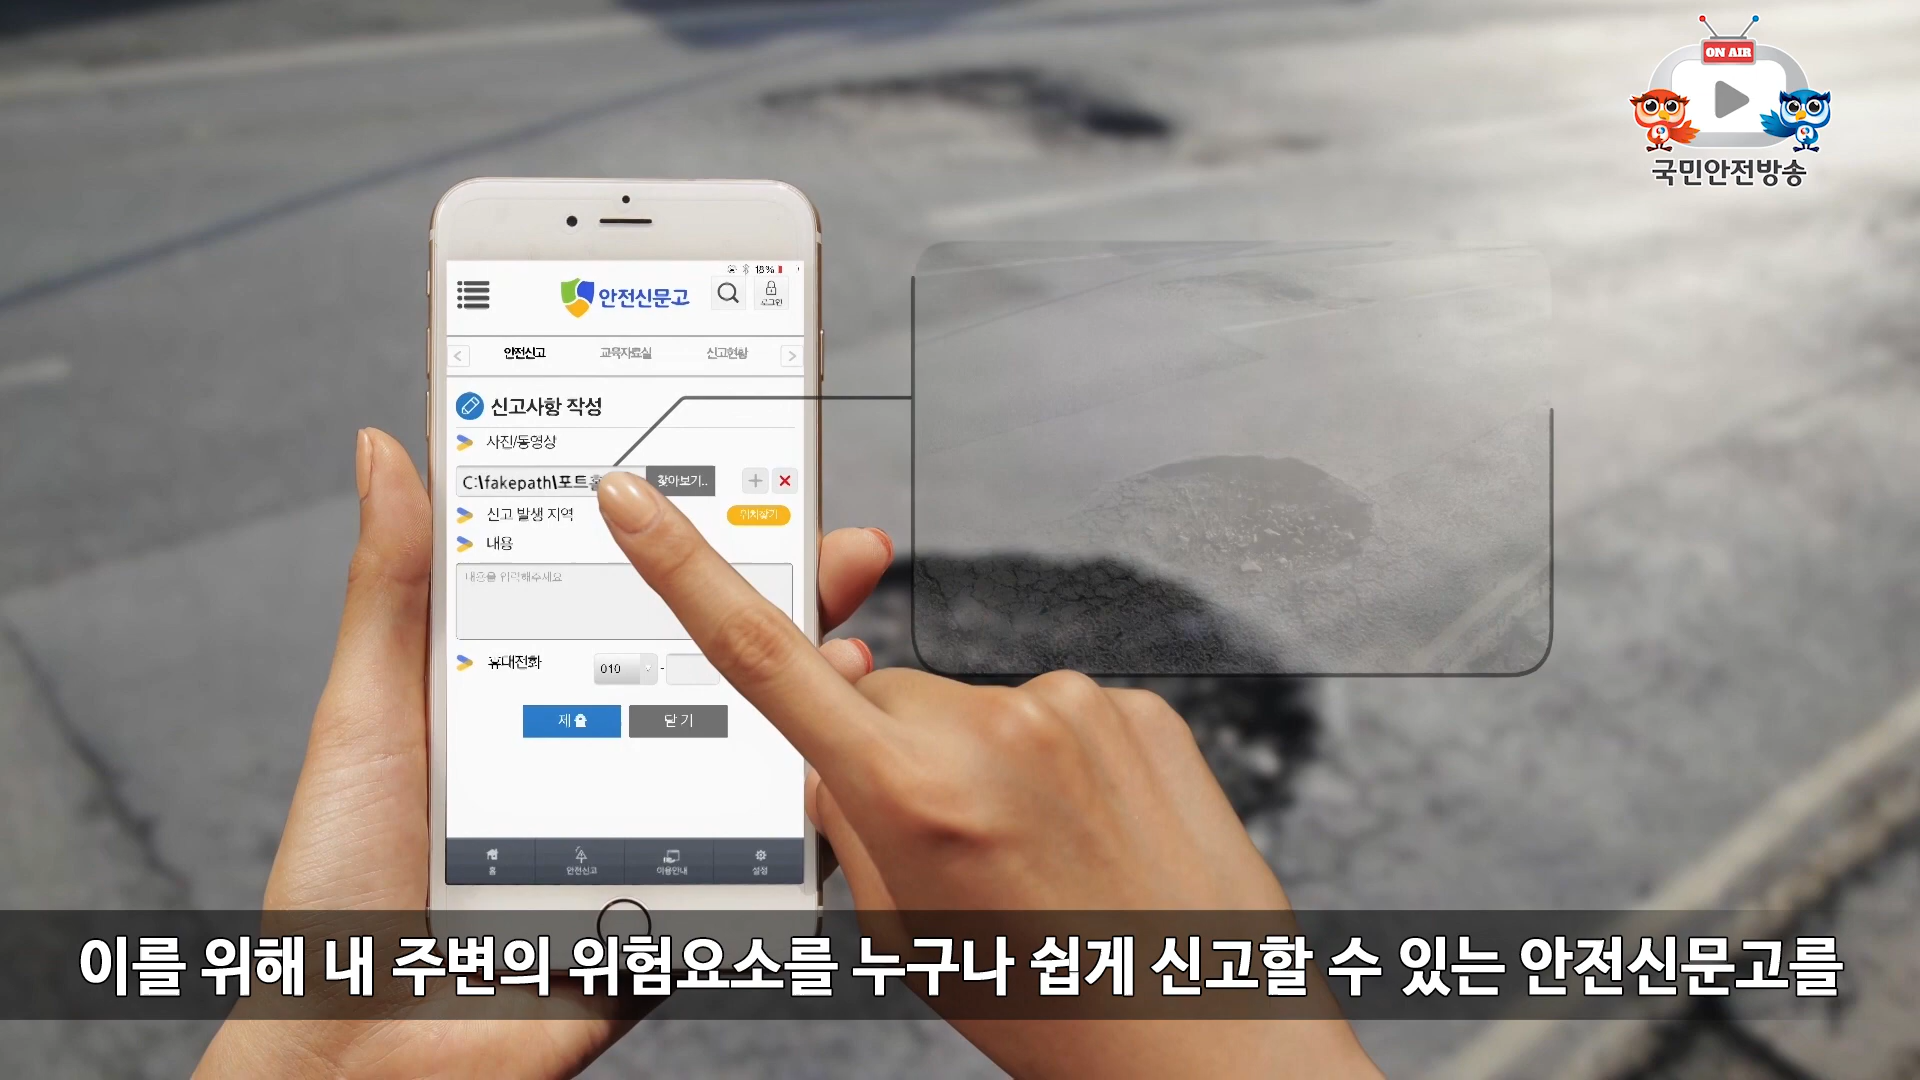 ON AIR
국민안전방송
18%
안전신문고
로그인
안전신고 교육자료실 신고현황
신고사항 작성
사진/동영상
C:\fakepath\포트홀 찾아보기..
신고 발생 지역 위치찾기
내용
내용을 입력해주세요
휴대전화 010 -
제출 닫기
홈 안전신고 이용안내 설정
이를 위해 내 주변의 위험요소를 누구나 쉽게 신고할 수 있는 안전신문고를